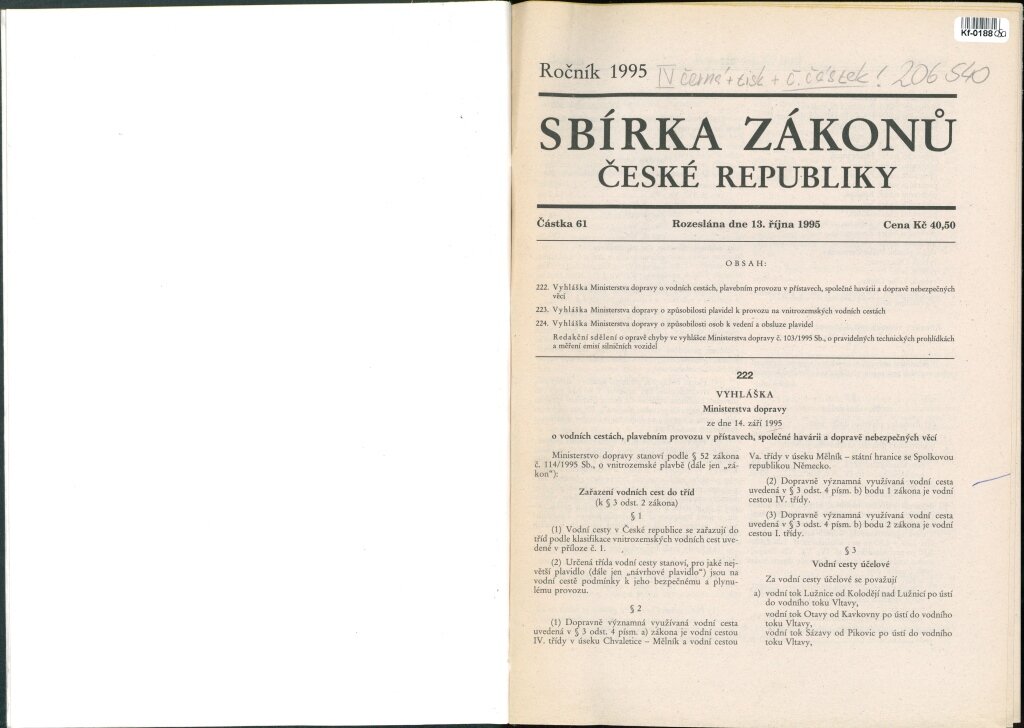 Kf-0188
Ročník 1995 IV černá + tisk + č. částek! 206 540
SBÍRKA ZÁKONŮ
ČESKÉ REPUBLIKY
Částka 61 Rozeslána dne 13. října 1995 Cena Kč 40,50
OBSAH:
222. Vyhláška Ministerstva dopravy o vodních cestách, plavebním provozu v přístavech, společné havárii a dopravě nebezpečných
věcí
223. Vyhláška Ministerstva dopravy o způsobilosti plavidel k provozu na vnitrozemských vodních cestách
224. Vyhláška Ministerstva dopravy o způsobilosti osob k vedení a obsluze plavidel
Redakční sdělení o opravě chyby ve vyhlášce Ministerstva dopravy č. 103/1995 Sb., o pravidelných technických prohlídkách
a měření emisí silničních vozidel
222
VYHLÁŠKA
Ministerstva dopravy
ze dne 14. září 1995
o vodních cestách, plavebním provozu v přístavech, společné havárii a dopravě nebezpečných věcí
Ministerstvo dopravy stanoví podle § 52 zákona
č. 114/1995 Sb., o vnitrozemské plavbě (dále jen „zá-
kon“):
Zařazení vodních cest do tříd
(k § 3 odst. 2 zákona)
§ 1
(1) Vodní cesty v České republice se zařazují do
tříd podle klasifikace vnitrozemských vodních cest uve-
dené v příloze č. 1.
(2) Určená třída vodní cesty stanoví, pro jaké nej-
větší plavidlo (dále jen „návrhové plavidlo“) jsou na
vodní cestě podmínky k jeho bezpečnému a plynu-
lému provozu.
§ 2
(1) Dopravně významná využívaná vodní cesta
uvedená v § 3 odst. 4 písm. a) zákona je vodní cestou
IV. třídy v úseku Chvaletice – Mělník a vodní cestou
Va. třídy v úseku Mělník – státní hranice se Spolkovou
republikou Německo.
(2) Dopravně významná využívaná vodní cesta
uvedená v § 3 odst. 4 písm. b) bodu 1 zákona je vodní
cestou IV. třídy.
(3) Dopravně významná využívaná vodní cesta
uvedená v § 3 odst. 4 písm. b) bodu 2 zákona je vodní
cestou I. třídy.
§ 3
Vodní cesty účelové
Za vodní cesty účelové se považují
a) vodní tok Lužnice od Kolodějí nad Lužnicí po ústí
do vodního toku Vltavy,
vodní tok Otavy od Kavkovny po ústí do vodního
toku Vltavy,
vodní tok Sázavy od Pikovic po ústí do vodního
toku Vltavy,